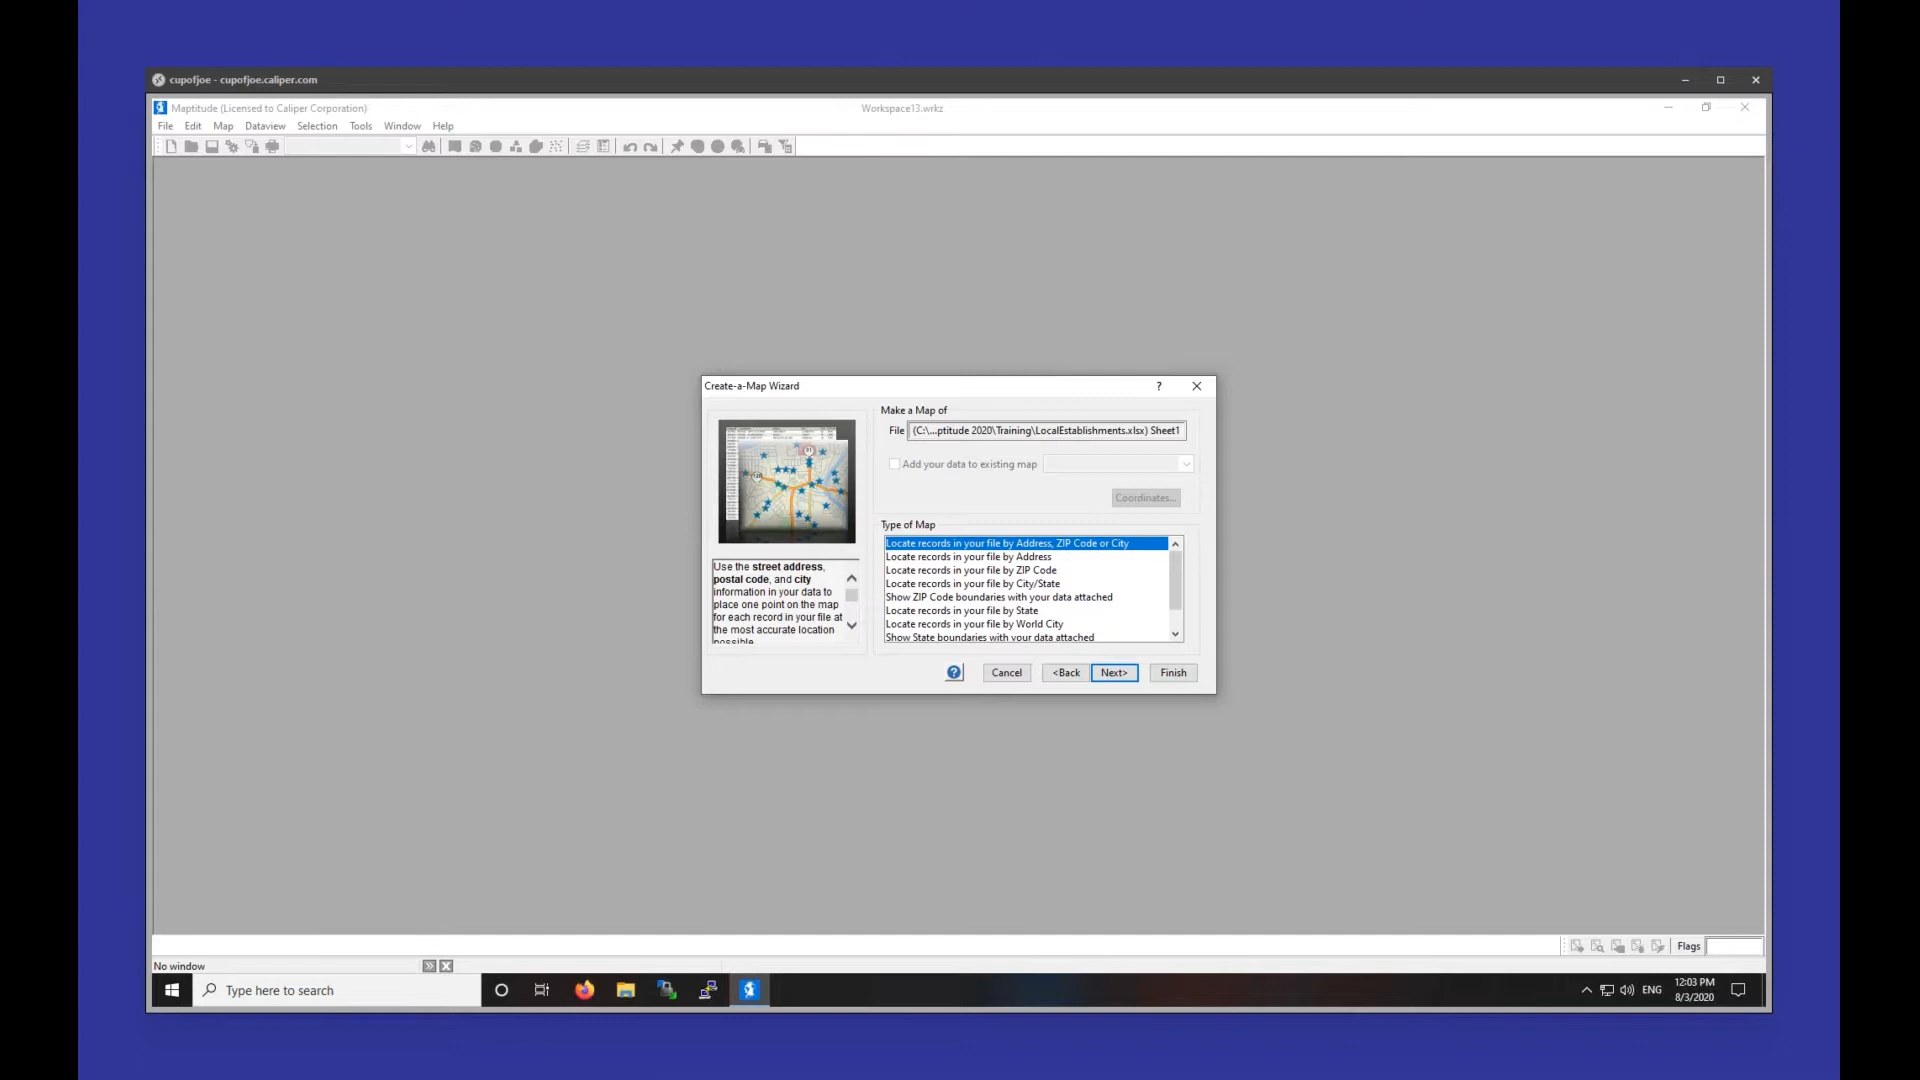 cupofjoe - cupofjoe.caliper.com
Maptitude (Licensed to Caliper Corporation)
Workspace13.wrkz
File Edit Map Dataview Selection Tools Window Help
Create-a-Map Wizard
?
Make a Map of
File (C:\...ptitude 2020\Training\LocalEstablishments.xlsx) Sheet1
Add your data to existing map
Coordinates...
Type of Map
Locate records in your file by Address, ZIP Code or City
Locate records in your file by Address
Locate records in your file by ZIP Code
Locate records in your file by City/State
Show ZIP Code boundaries with your data attached
Locate records in your file by State
Locate records in your file by World City
Show State boundaries with your data attached
Use the street address,
postal code, and city
information in your data to
place one point on the map
for each record in your file at
the most accurate location
possible.
? Cancel <Back Next> Finish
Flags
No window
Type here to search
ENG
12:03 PM
8/3/2020